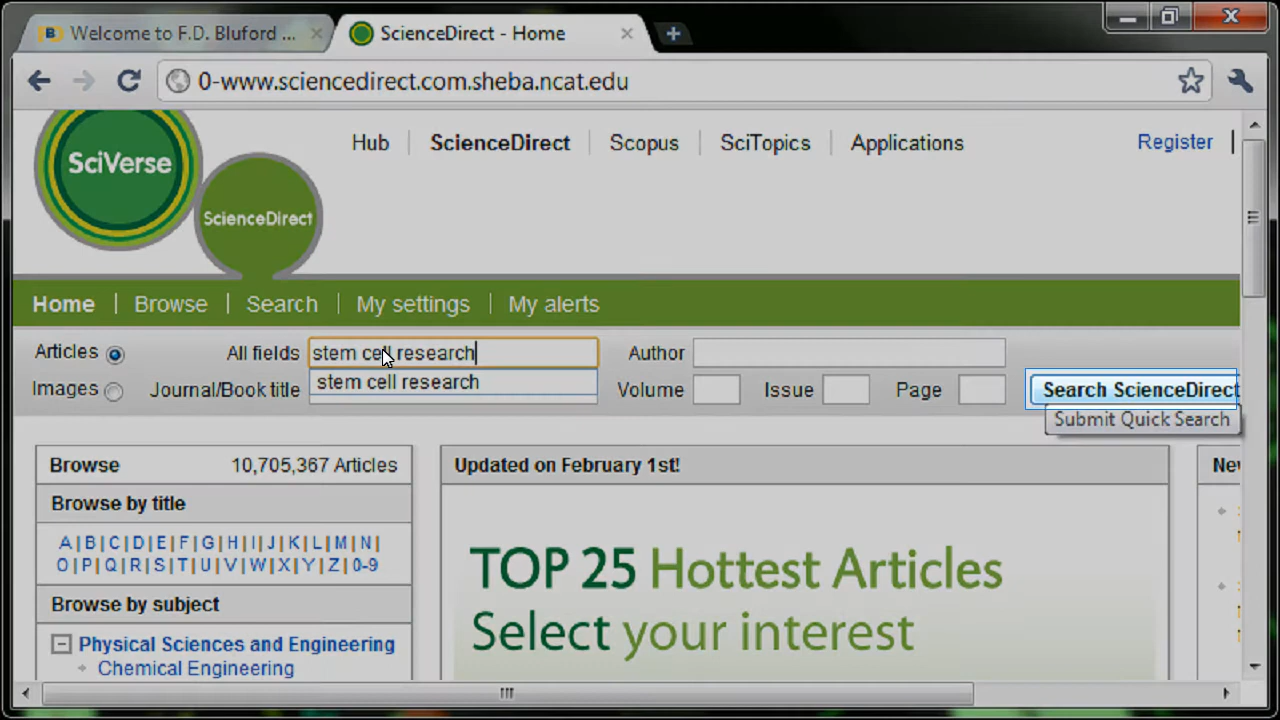 Welcome to F.D. Bluford ...
ScienceDirect - Home
0-www.sciencedirect.com.sheba.ncat.edu
SciVerse
ScienceDirect
Hub | ScienceDirect | Scopus | SciTopics | Applications
Register |
Home | Browse | Search | My settings | My alerts
Articles All fields stem cell research Author
stem cell research
Images Journal/Book title Volume Issue Page Search ScienceDirect
Submit Quick Search
Browse 10,705,367 Articles
Browse by title
A|B|C|D|E|F|G|H|I|J|K|L|M|N|
O|P|Q|R|S|T|U|V|W|X|Y|Z|0-9
Browse by subject
Physical Sciences and Engineering
Chemical Engineering
Updated on February 1st!
TOP 25 Hottest Articles
Select your interest